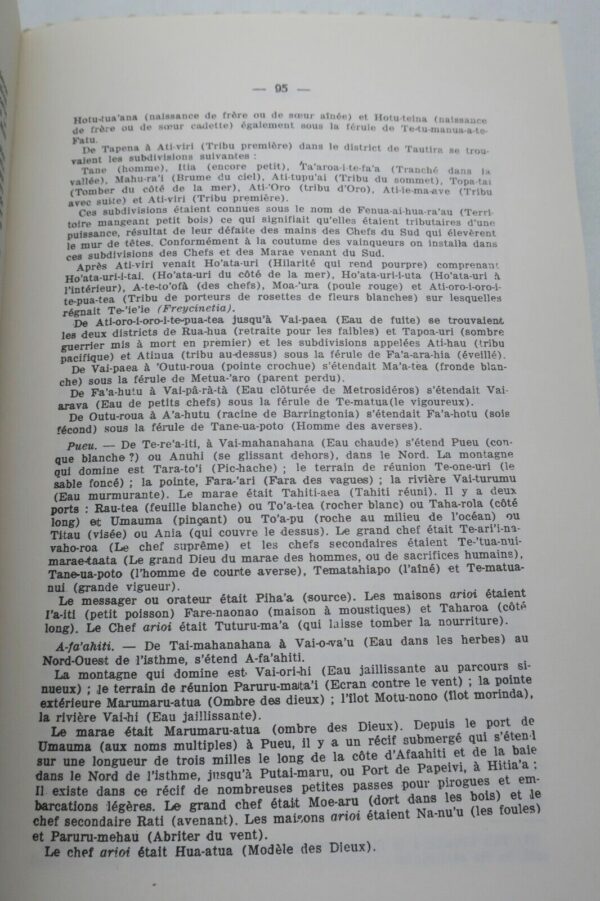 — 95 —
Hotu-tua'ana (naissance de frère ou de sœur aînée) et Hotu-teina (naissance
de frère ou de sœur cadette) également sous la férule de Te-tu-manua-a-te-
Fatu.
De Tapena à Ati-viri (Tribu première) dans le district de Tautira se trou-
vaient les subdivisions suivantes :
Tane (homme), Itia (encore petit), Ta'aroa-i-te-fa'a (Tranché dans la
vallée), Mahu-ra'i (Brume du ciel), Ati-tupu'ai (Tribu du sommet), Topa-tai
(Tomber du côté de la mer), Ati-'Oro (tribu d'Oro), Ati-ie-ma-ave (Tribu
avec suite) et Ati-viri (Tribu première).
Ces subdivisions étaient connues sous le nom de Fenua-ai-hua-ra'au (Terri-
toire mangeant petit bois) ce qui signifiait qu'elles étaient tributaires d'une
puissance, résultat de leur défaite des mains des Chefs du Sud qui élevèrent
le mur de têtes. Conformément à la coutume des vainqueurs on installa dans
ces subdivisions des Chefs et des Marae venant du Sud.
Après Ati-viri venait Ho'ata-uri (Hilarité qui rend pourpre) comprenant
Ho'ata-uri-i-tai. (Ho'ata-uri du côté de la mer), Ho'ata-uri-i-uta (Ho'ata-uri à
l'intérieur), A-te-to'ofà (des chefs), Moa-'ura (poule rouge) et Ati-oro-i-oro-i-
te-pua-tea (Tribu de porteurs de rosettes de fleurs blanches) sur lesquelles
régnait Te-'ie'ie (Freycinetia).
De Ati-oro-i-oro-i-te-pua-tea jusqu'à Vai-paea (Eau de fuite) se trouvaient
les deux districts de Rua-hua (retraite pour les faibles) et Tapoa-uri (sombre
guerrier mis à mort en premier) et les subdivisions appelées Ati-hau (tribu
pacifique) et Atinua (tribu au-dessus) sous la férule de Fa'a-ara-hia (éveillé).
De Vai-paea à 'Outu-roua (pointe crochue) s'étendait Ma'a-tea (fronde blan-
che) sous la férule de Metua-'aro (parent perdu).
De Fa'a-hutu à Vai-pâ-rà-tà (Eau clôturée de Metrosidéros) s'étendait Vai-
arava (Eau de petits chefs) sous la férule de Te-matua(le vigoureux).
De Outu-roua à A'a-hutu (racine de Barringtonia) s'étendait Fa'a-hotu (sois
fécond) sous la férule de Tane-ua-poto (Homme des averses).
Pueu. — De Te-re'a-iti, à Vai-mahanahana (Eau chaude) s'étend Pueu (con-
que blanche ?) ou Anuhi (se glissant dehors), dans le Nord. La montagne
qui domine est Tara-to'i (Pic-hache) ; le terrain de réunion Te-one-uri (le
sable foncé) ; la pointe, Fara-'ari (Fara des vagues) ; la rivière Vai-turumu
(Eau murmurante). Le marae était Tahiti-aea (Tahiti réuni). Il y a deux
ports : Rau-tea (feuille blanche) ou To'a-tea (rocher blanc) ou Taha-rola (côté
long) et Umauma (pinçant) ou To'a-pu (roche au milieu de l'océan) ou
Titau (visée) ou Ania (qui couvre le dessus). Le grand chef était Te-ari'i-na-
vaho-roa (Le chef suprême) et les chefs secondaires étaient Te-'tua-nui-
marae-taata (Le grand Dieu du marae des hommes, ou de sacrifices humains),
Tane-ua-poto (l'homme de courte averse), Tematahiapo (l'aîné) et Te-matua-
nui (grande vigueur).
Le messager ou orateur était Piha'a (source). Les maisons arioi étaient
I'a-iti (petit poisson) Fare-naonao (maison à moustiques) et Taharoa (côté
long). Le Chef arioi était Tuturu-ma'a (qui laisse tomber la nourriture).
A-fa'ahiti. — De Tai-mahanahana à Vai-o-va'u (Eau dans les herbes) au
Nord-Ouest de l'isthme, s'étend A-fa'ahiti.
La montagne qui domine est Vai-ori-hi (Eau jaillissante au parcours si-
nueux) ; le terrain de réunion Paruru-mata'i (Ecran contre le vent) ; la pointe
extérieure Marumaru-atua (Ombre des dieux) ; l'îlot Motu-nono (îlot morinda),
la rivière Vai-hi (Eau jaillissante).
Le marae était Marumaru-atua (ombre des Dieux). Depuis le port de
Umauma (aux noms multiples) à Pueu, il y a un récif submergé qui s'étend
sur une longueur de trois milles le long de la côte d'Afaahiti et de la baie
dans le Nord de l'isthme, jusqu'à Putai-maru, ou Port de Papeivi, à Hitia'a ;
Il existe dans ce récif de nombreuses petites passes pour pirogues et em-
barcations légères. Le grand chef était Moe-aru (dort dans les bois) et le
chef secondaire Rati (avenant). Les maisons arioi étaient Na-nu'u (les foules)
et Paruru-mehau (Abriter du vent).
Le chef arioi était Hua-atua (Modèle des Dieux).